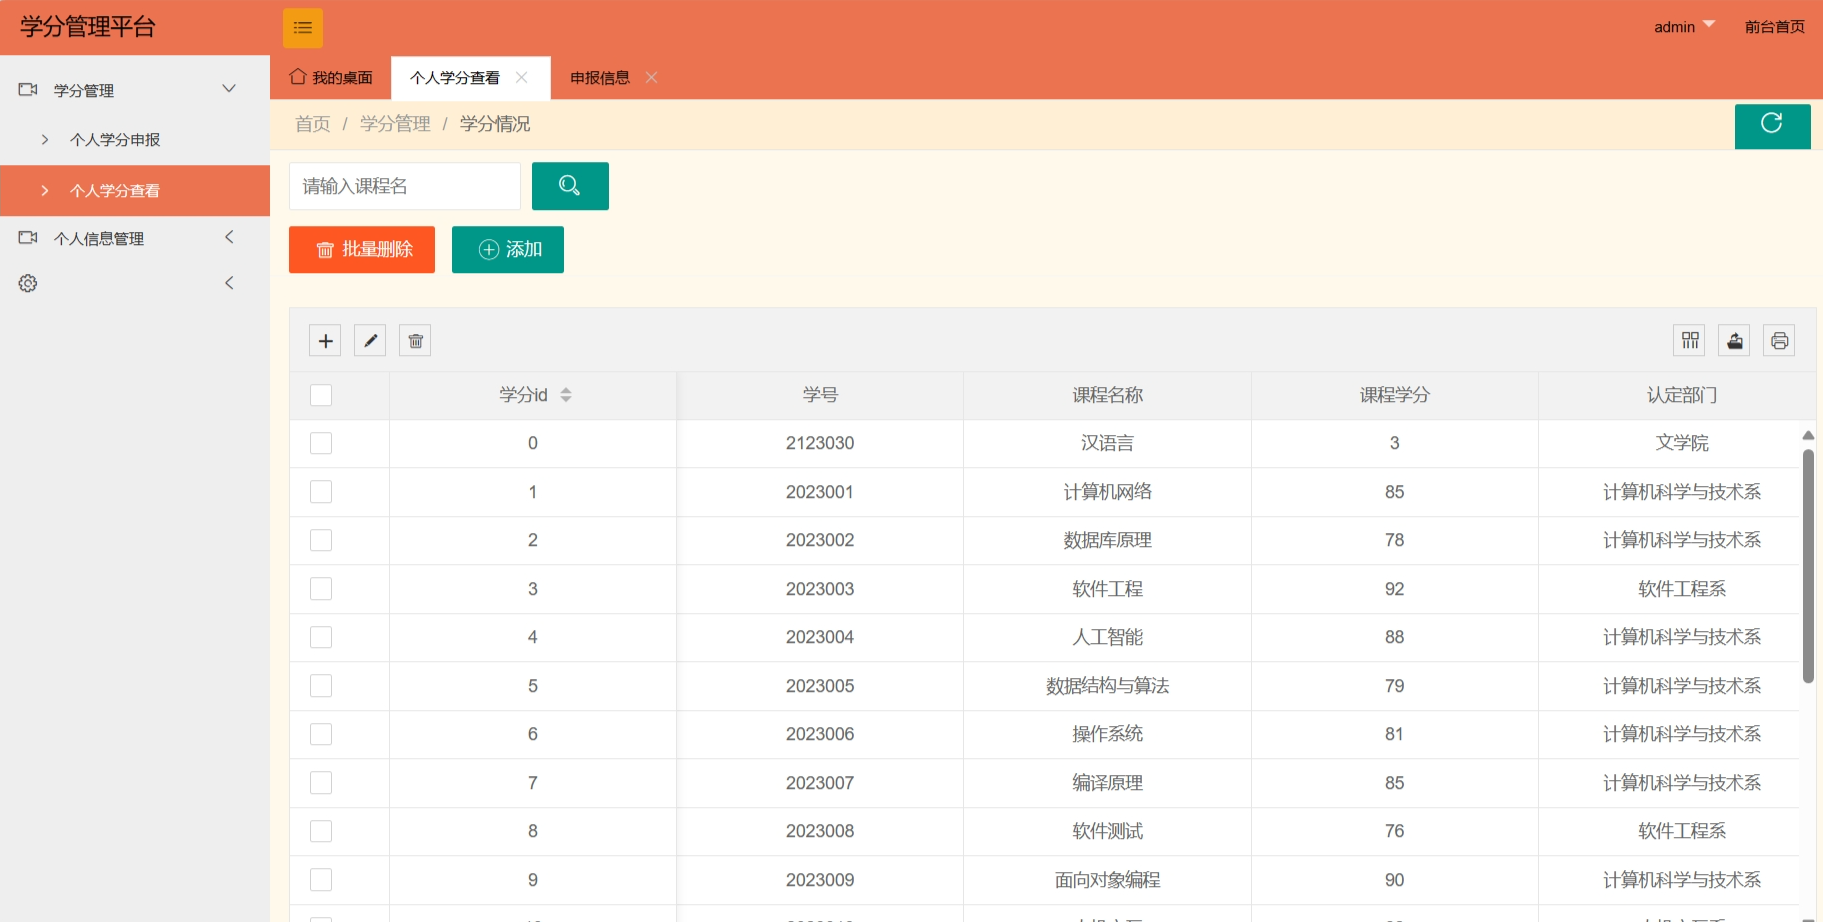 学分管理平台
admin
前台首页
我的桌面
个人学分查看
申报信息
学分管理
个人学分申报
个人学分查看
个人信息管理
首页 / 学分管理 / 学分情况
请输入课程名
批量删除
添加
学分id 学号 课程名称 课程学分 认定部门
0 2123030 汉语言 3 文学院
1 2023001 计算机网络 85 计算机科学与技术系
2 2023002 数据库原理 78 计算机科学与技术系
3 2023003 软件工程 92 软件工程系
4 2023004 人工智能 88 计算机科学与技术系
5 2023005 数据结构与算法 79 计算机科学与技术系
6 2023006 操作系统 81 计算机科学与技术系
7 2023007 编译原理 85 计算机科学与技术系
8 2023008 软件测试 76 软件工程系
9 2023009 面向对象编程 90 计算机科学与技术系